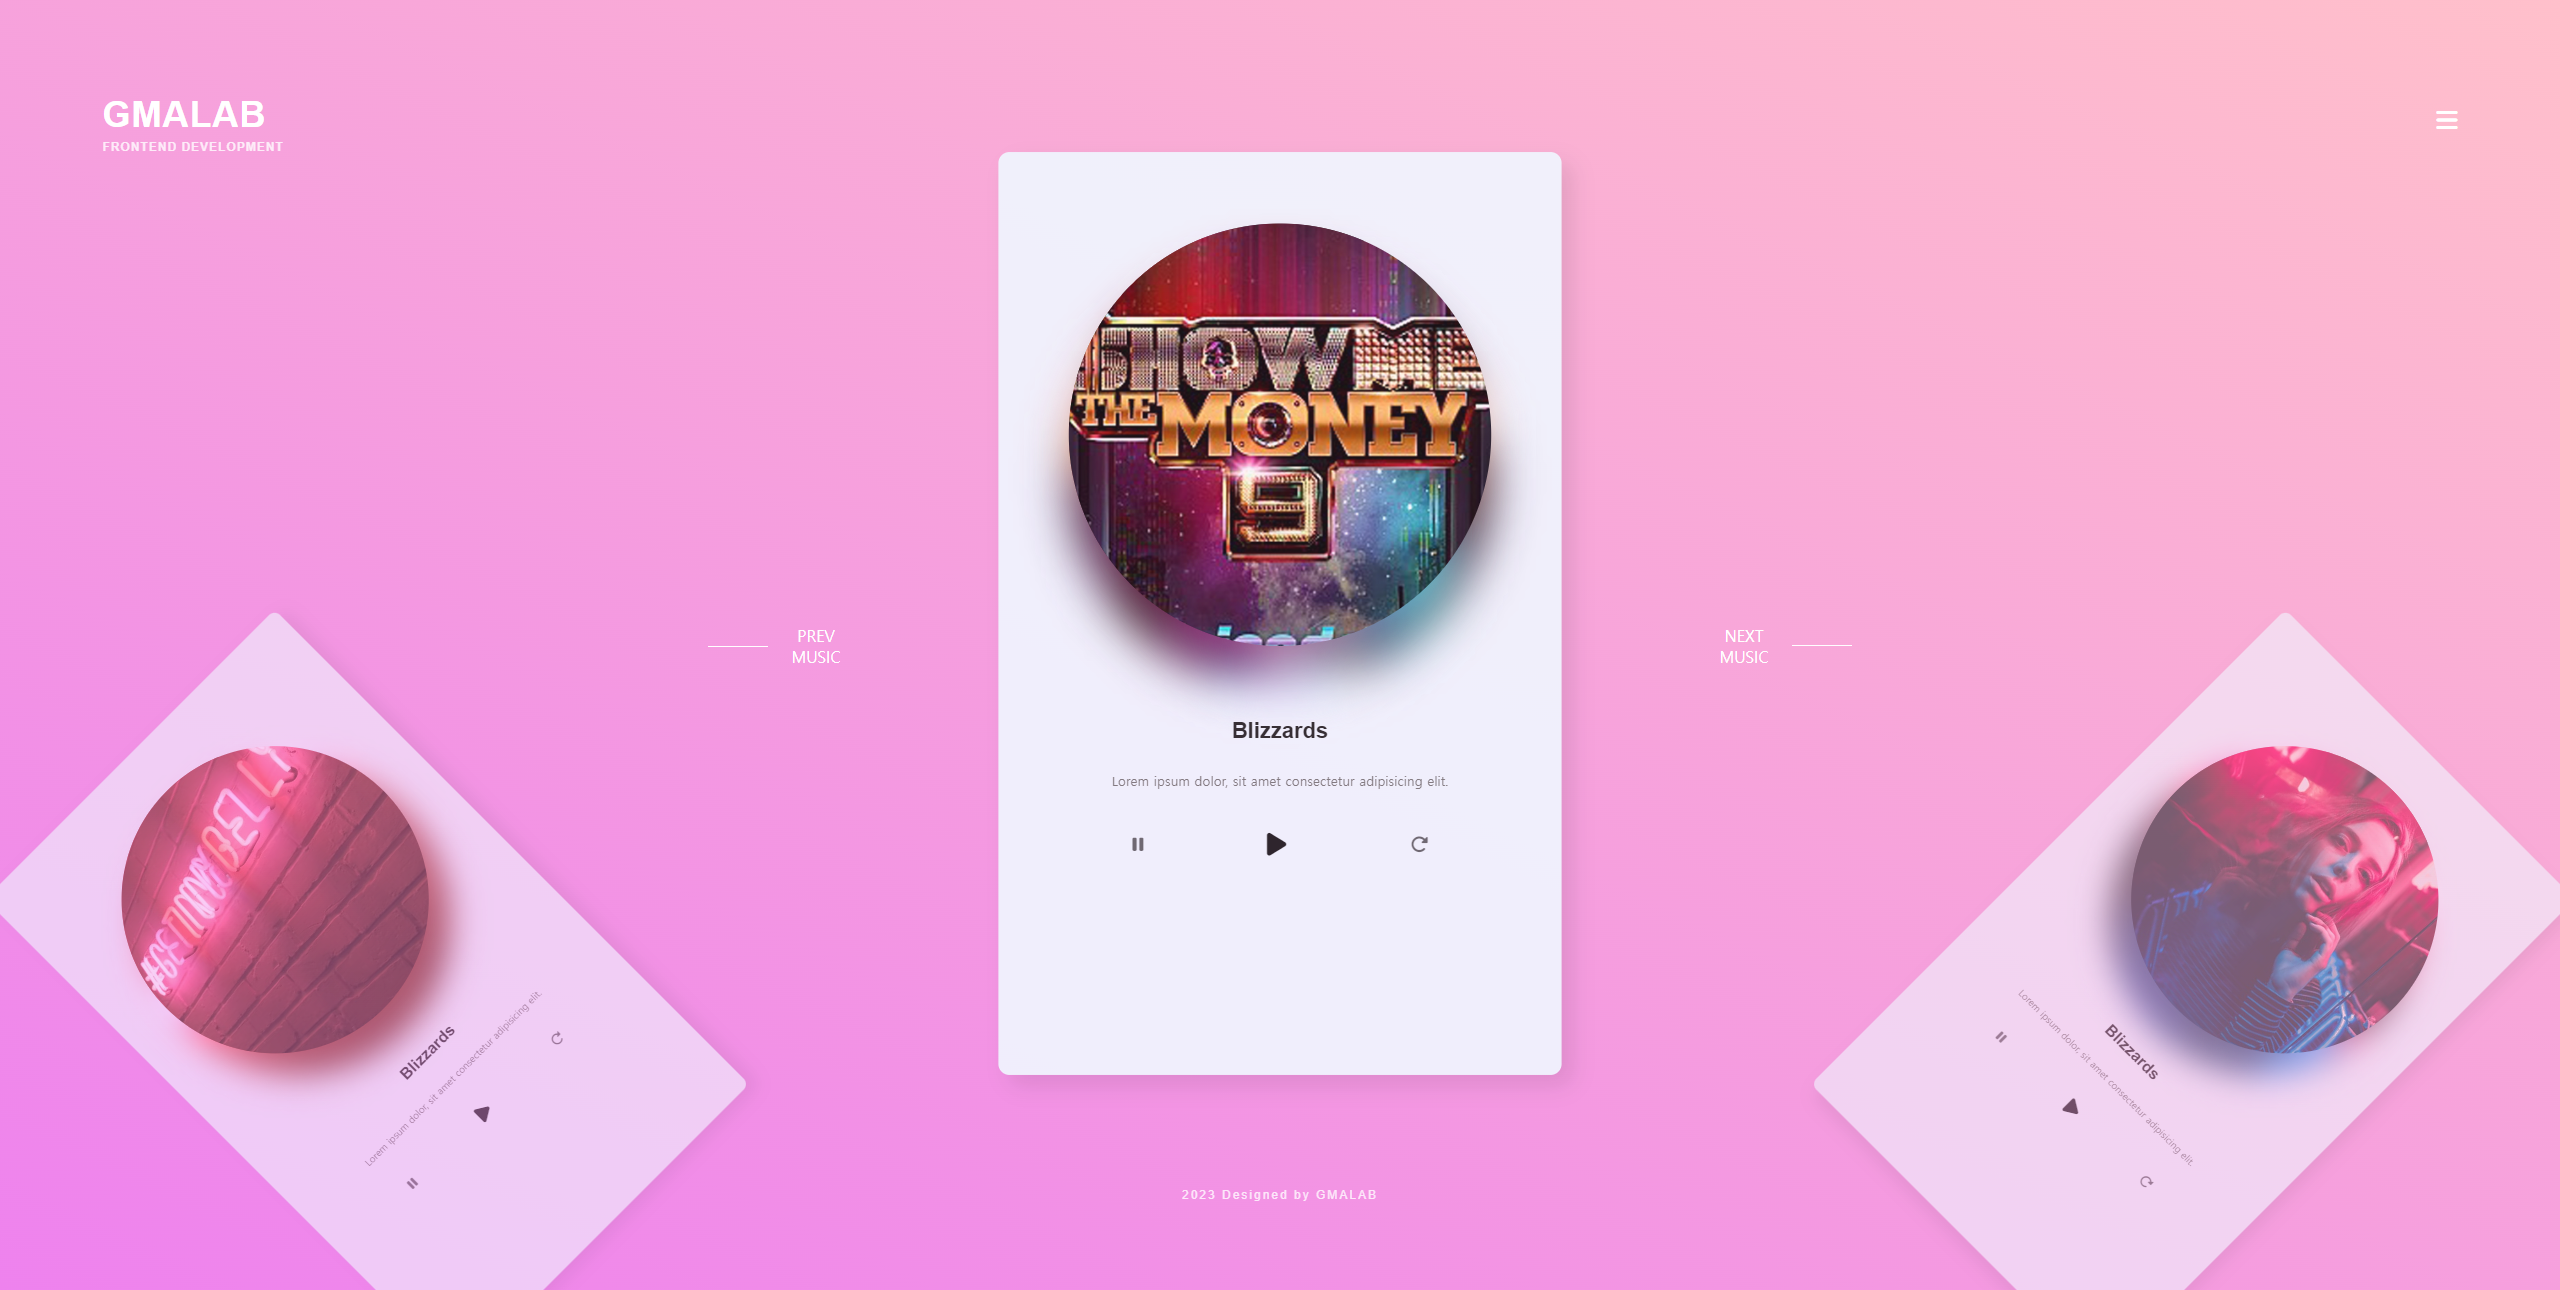 GMALAB
FRONTEND DEVELOPMENT
SHOW ME
THE MONEY
9
PREV
MUSIC
NEXT
MUSIC
Blizzards
Lorem ipsum dolor, sit amet consectetur adipisicing elit.
Blizzards
Lorem ipsum dolor, sit amet consectetur adipisicing elit.
Blizzards
Lorem ipsum dolor, sit amet consectetur adipisicing elit.
2023 Designed by GMALAB